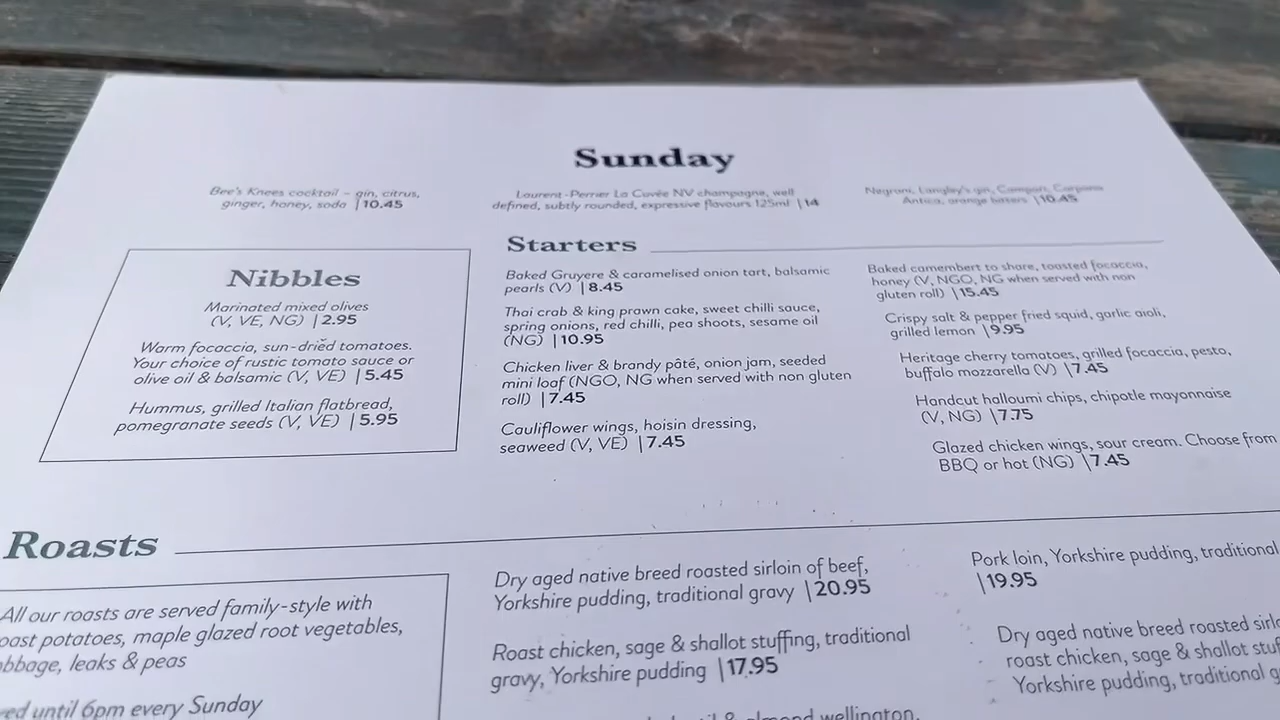 Sunday
Bee's Knees cocktail – gin, citrus,
ginger, honey, soda | 10.45
Laurent-Perrier La Cuvée NV champagne, well
defined, subtly rounded, expressive flavours 125ml | 14
Negroni, Langley's gin, Campari, Carpano
Antica, orange bitters | 10.45
Nibbles
Marinated mixed olives
(V, VE, NG) | 2.95
Warm focaccia, sun-dried tomatoes.
Your choice of rustic tomato sauce or
olive oil & balsamic (V, VE) | 5.45
Hummus, grilled Italian flatbread,
pomegranate seeds (V, VE) | 5.95
Starters
Baked Gruyere & caramelised onion tart, balsamic
pearls (V) | 8.45
Thai crab & king prawn cake, sweet chilli sauce,
spring onions, red chilli, pea shoots, sesame oil
(NG) | 10.95
Chicken liver & brandy pâté, onion jam, seeded
mini loaf (NGO, NG when served with non gluten
roll) | 7.45
Cauliflower wings, hoisin dressing,
seaweed (V, VE) | 7.45
Baked camembert to share, toasted focaccia,
honey (V, NGO, NG when served with non
gluten roll) | 15.45
Crispy salt & pepper fried squid, garlic aioli,
grilled lemon | 9.95
Heritage cherry tomatoes, grilled focaccia, pesto,
buffalo mozzarella (V) | 7.45
Handcut halloumi chips, chipotle mayonnaise
(V, NG) | 7.75
Glazed chicken wings, sour cream. Choose from
BBQ or hot (NG) | 7.45
Roasts
All our roasts are served family-style with
oast potatoes, maple glazed root vegetables,
bbage, leaks & peas
ed until 6pm every Sunday
Dry aged native breed roasted sirloin of beef,
Yorkshire pudding, traditional gravy | 20.95
Roast chicken, sage & shallot stuffing, traditional
gravy, Yorkshire pudding | 17.95
& almond wellington,
Pork loin, Yorkshire pudding, traditional
| 19.95
Dry aged native breed roasted sirlo
roast chicken, sage & shallot stuf
Yorkshire pudding, traditional g